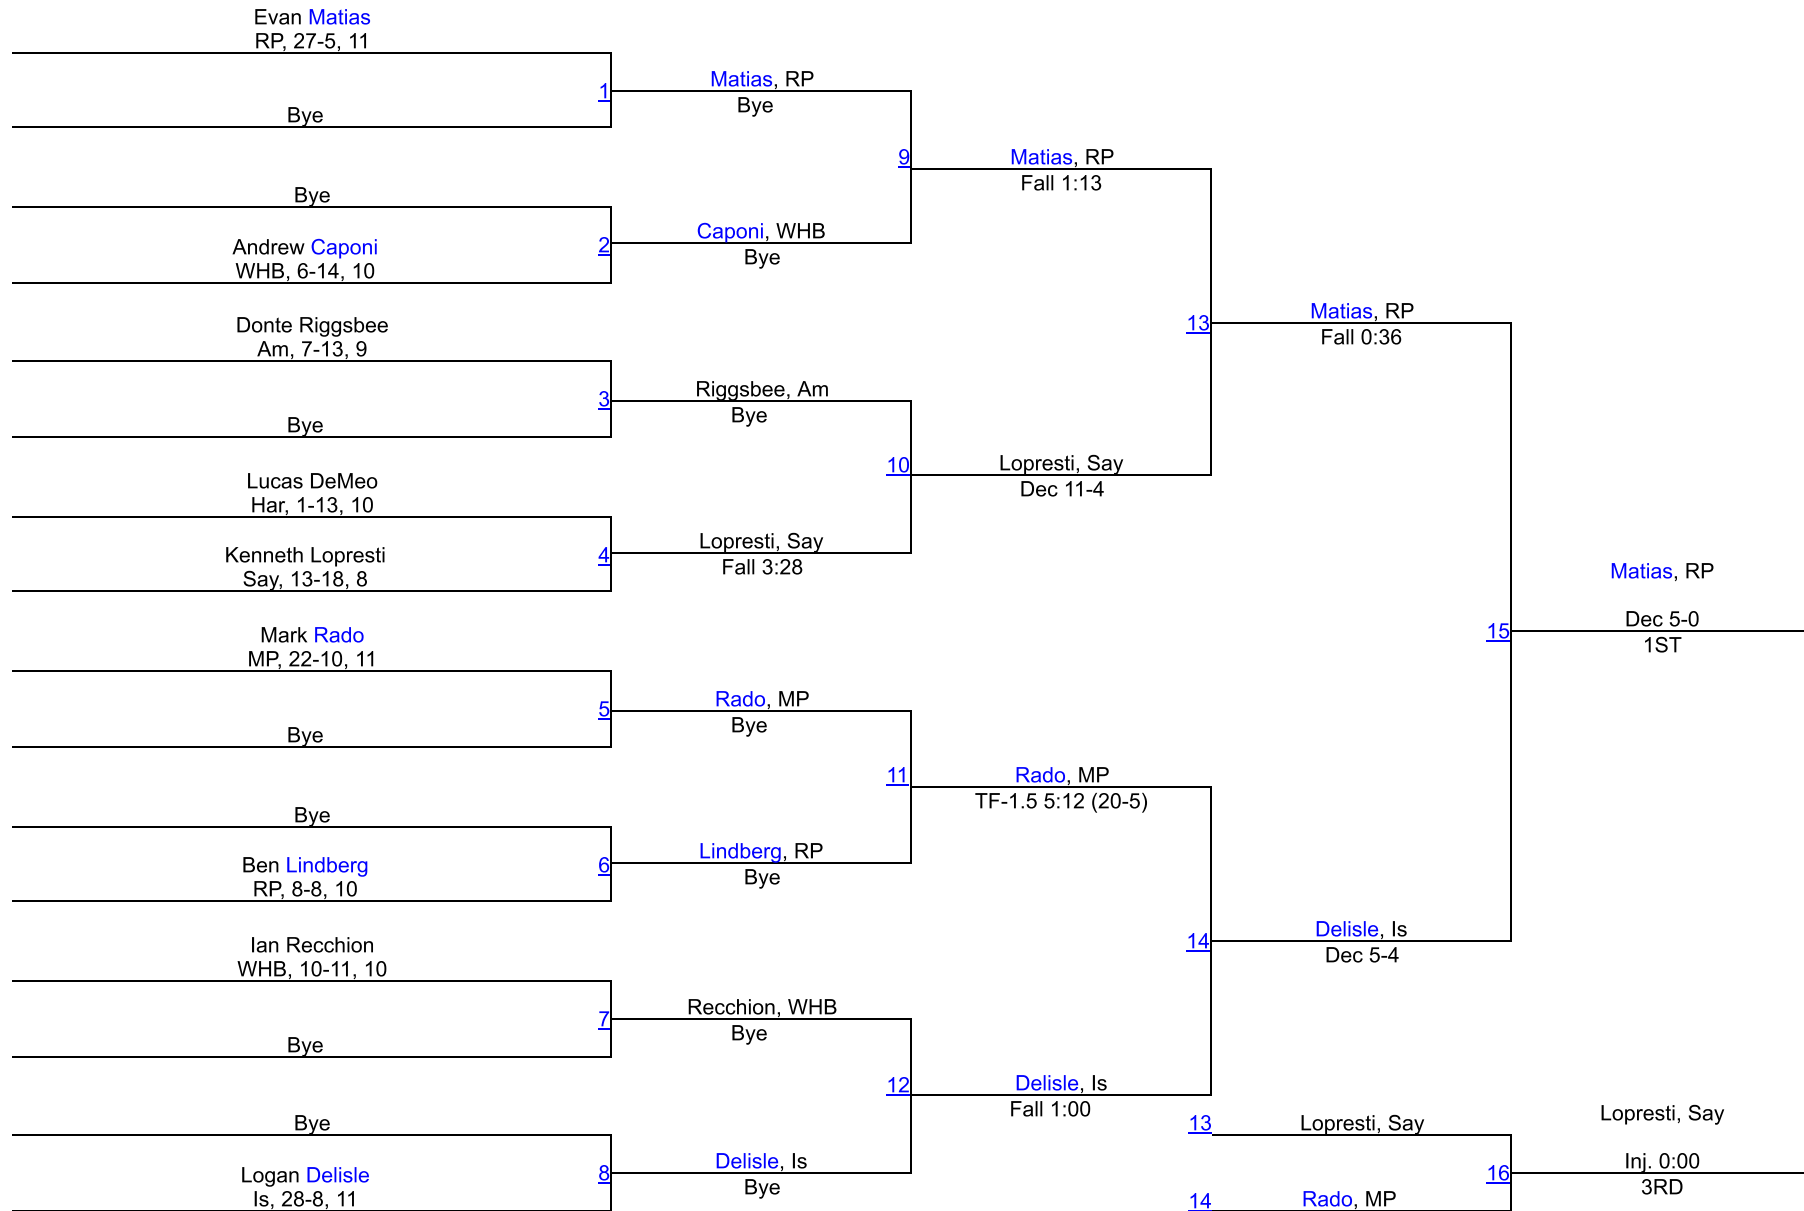 Evan Matias
RP, 27-5, 11
1
Bye
Matias, RP
Bye
Bye
2
Andrew Caponi
WHB, 6-14, 10
Caponi, WHB
Bye
9
Matias, RP
Fall 1:13
Donte Riggsbee
Am, 7-13, 9
3
Bye
Riggsbee, Am
Bye
Lucas DeMeo
Har, 1-13, 10
4
Kenneth Lopresti
Say, 13-18, 8
Lopresti, Say
Fall 3:28
10
Lopresti, Say
Dec 11-4
13
Matias, RP
Fall 0:36
Mark Rado
MP, 22-10, 11
5
Bye
Rado, MP
Bye
Bye
6
Ben Lindberg
RP, 8-8, 10
Lindberg, RP
Bye
11
Rado, MP
TF-1.5 5:12 (20-5)
Ian Recchion
WHB, 10-11, 10
7
Bye
Recchion, WHB
Bye
Bye
8
Logan Delisle
Is, 28-8, 11
Delisle, Is
Bye
12
Delisle, Is
Fall 1:00
14
Delisle, Is
Dec 5-4
15
Matias, RP
Dec 5-0
1ST
13
Lopresti, Say
14
Rado, MP
16
Lopresti, Say
Inj. 0:00
3RD